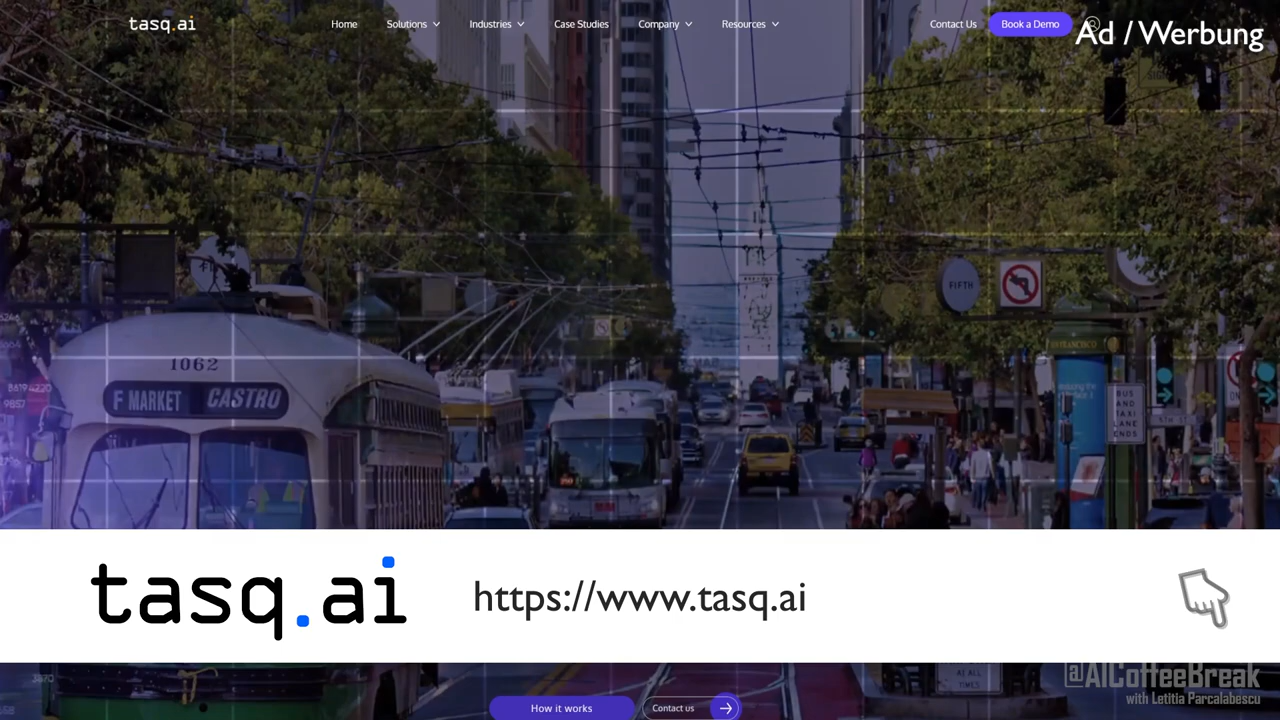 tasq.ai Home Solutions Industries Case Studies Company Resources Contact Us Book a Demo
Ad / Werbung
FIFTH
1062
F MARKET CASTRO
BUS
AND
TAXI
LANE
ENDS
tasq.ai https://www.tasq.ai
@AICoffeeBreak
with Letitia Parcalabescu
How it works Contact us